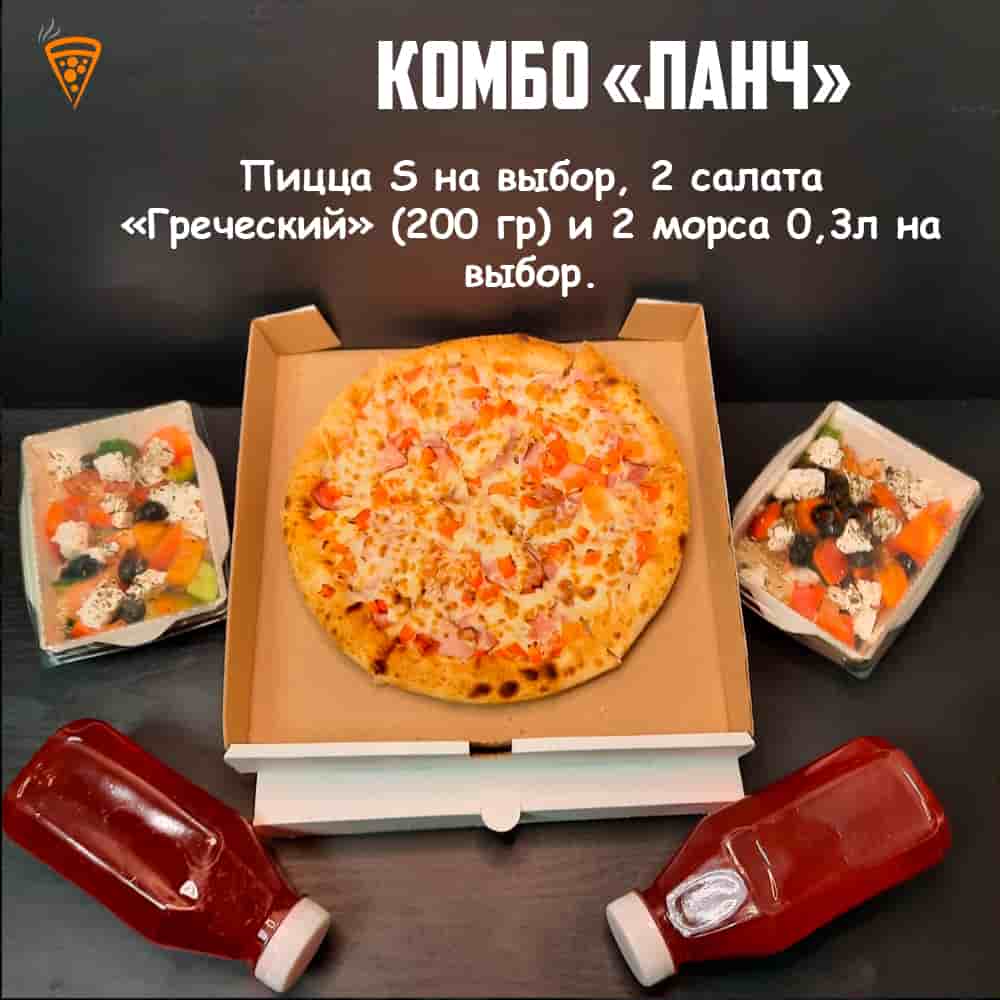 КОМБО «ЛАНЧ»
Пицца S на выбор, 2 салата
«Греческий» (200 гр) и 2 морса 0,3л на
выбор.